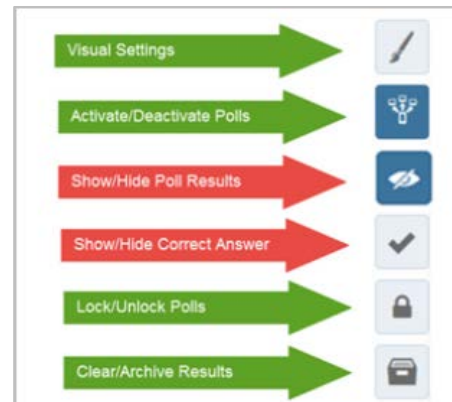 Visual Settings
Activate/Deactivate Polls
Show/Hide Poll Results
Show/Hide Correct Answer
Lock/Unlock Polls
Clear/Archive Results